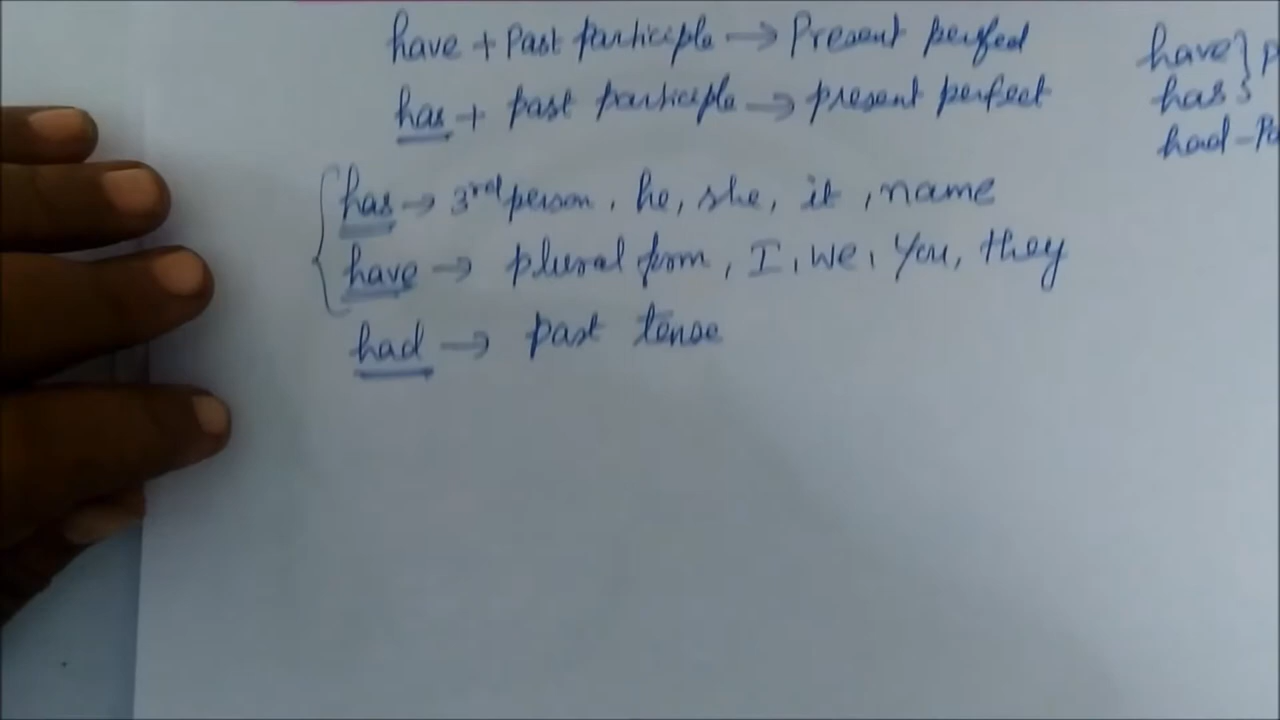 have + Past participle → Present perfect
has + past participle → present perfect
has → 3rd person, he, she, it, name
have → plural form, I, we, You, they
had → past tense
have }
has
had -